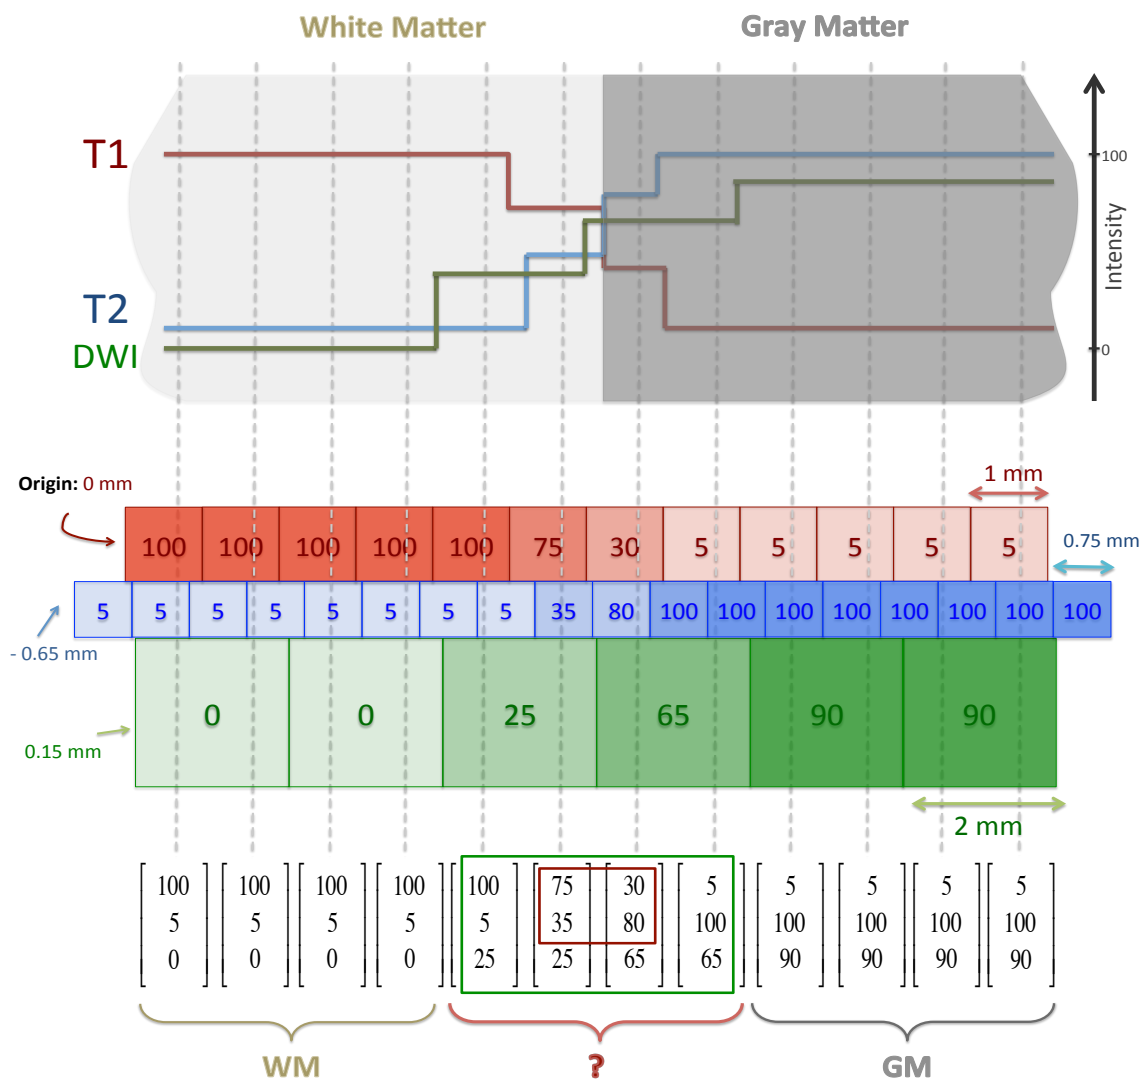 White Matter Gray Matter
T1
100
Intensity
T2
DWI
0
Origin: 0 mm
1 mm
100 100 100 100 100 75 30 5 5 5 5 5
0.75 mm
5 5 5 5 5 5 5 5 35 80 100 100 100 100 100 100 100 100
- 0.65 mm
0 0 25 65 90 90
0.15 mm
2 mm
100 100 100 100 100 75 30 5 5 5 5 5
5 5 5 5 5 35 80 100 100 100 100 100
0 0 0 0 25 25 65 65 90 90 90 90
WM ? GM